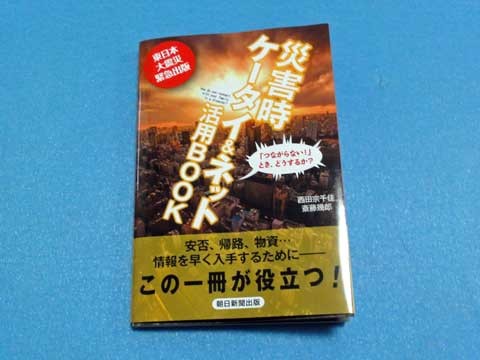 東日本
大震災
緊急出版
災害時
ケータイ&ネット
活用BOOK
「つながらない!」
とき、どうするか?
西田宗千佳
斎藤幾郎
安否、帰路、物資…
情報を早く入手するために——
この一冊が役立つ!
朝日新聞出版